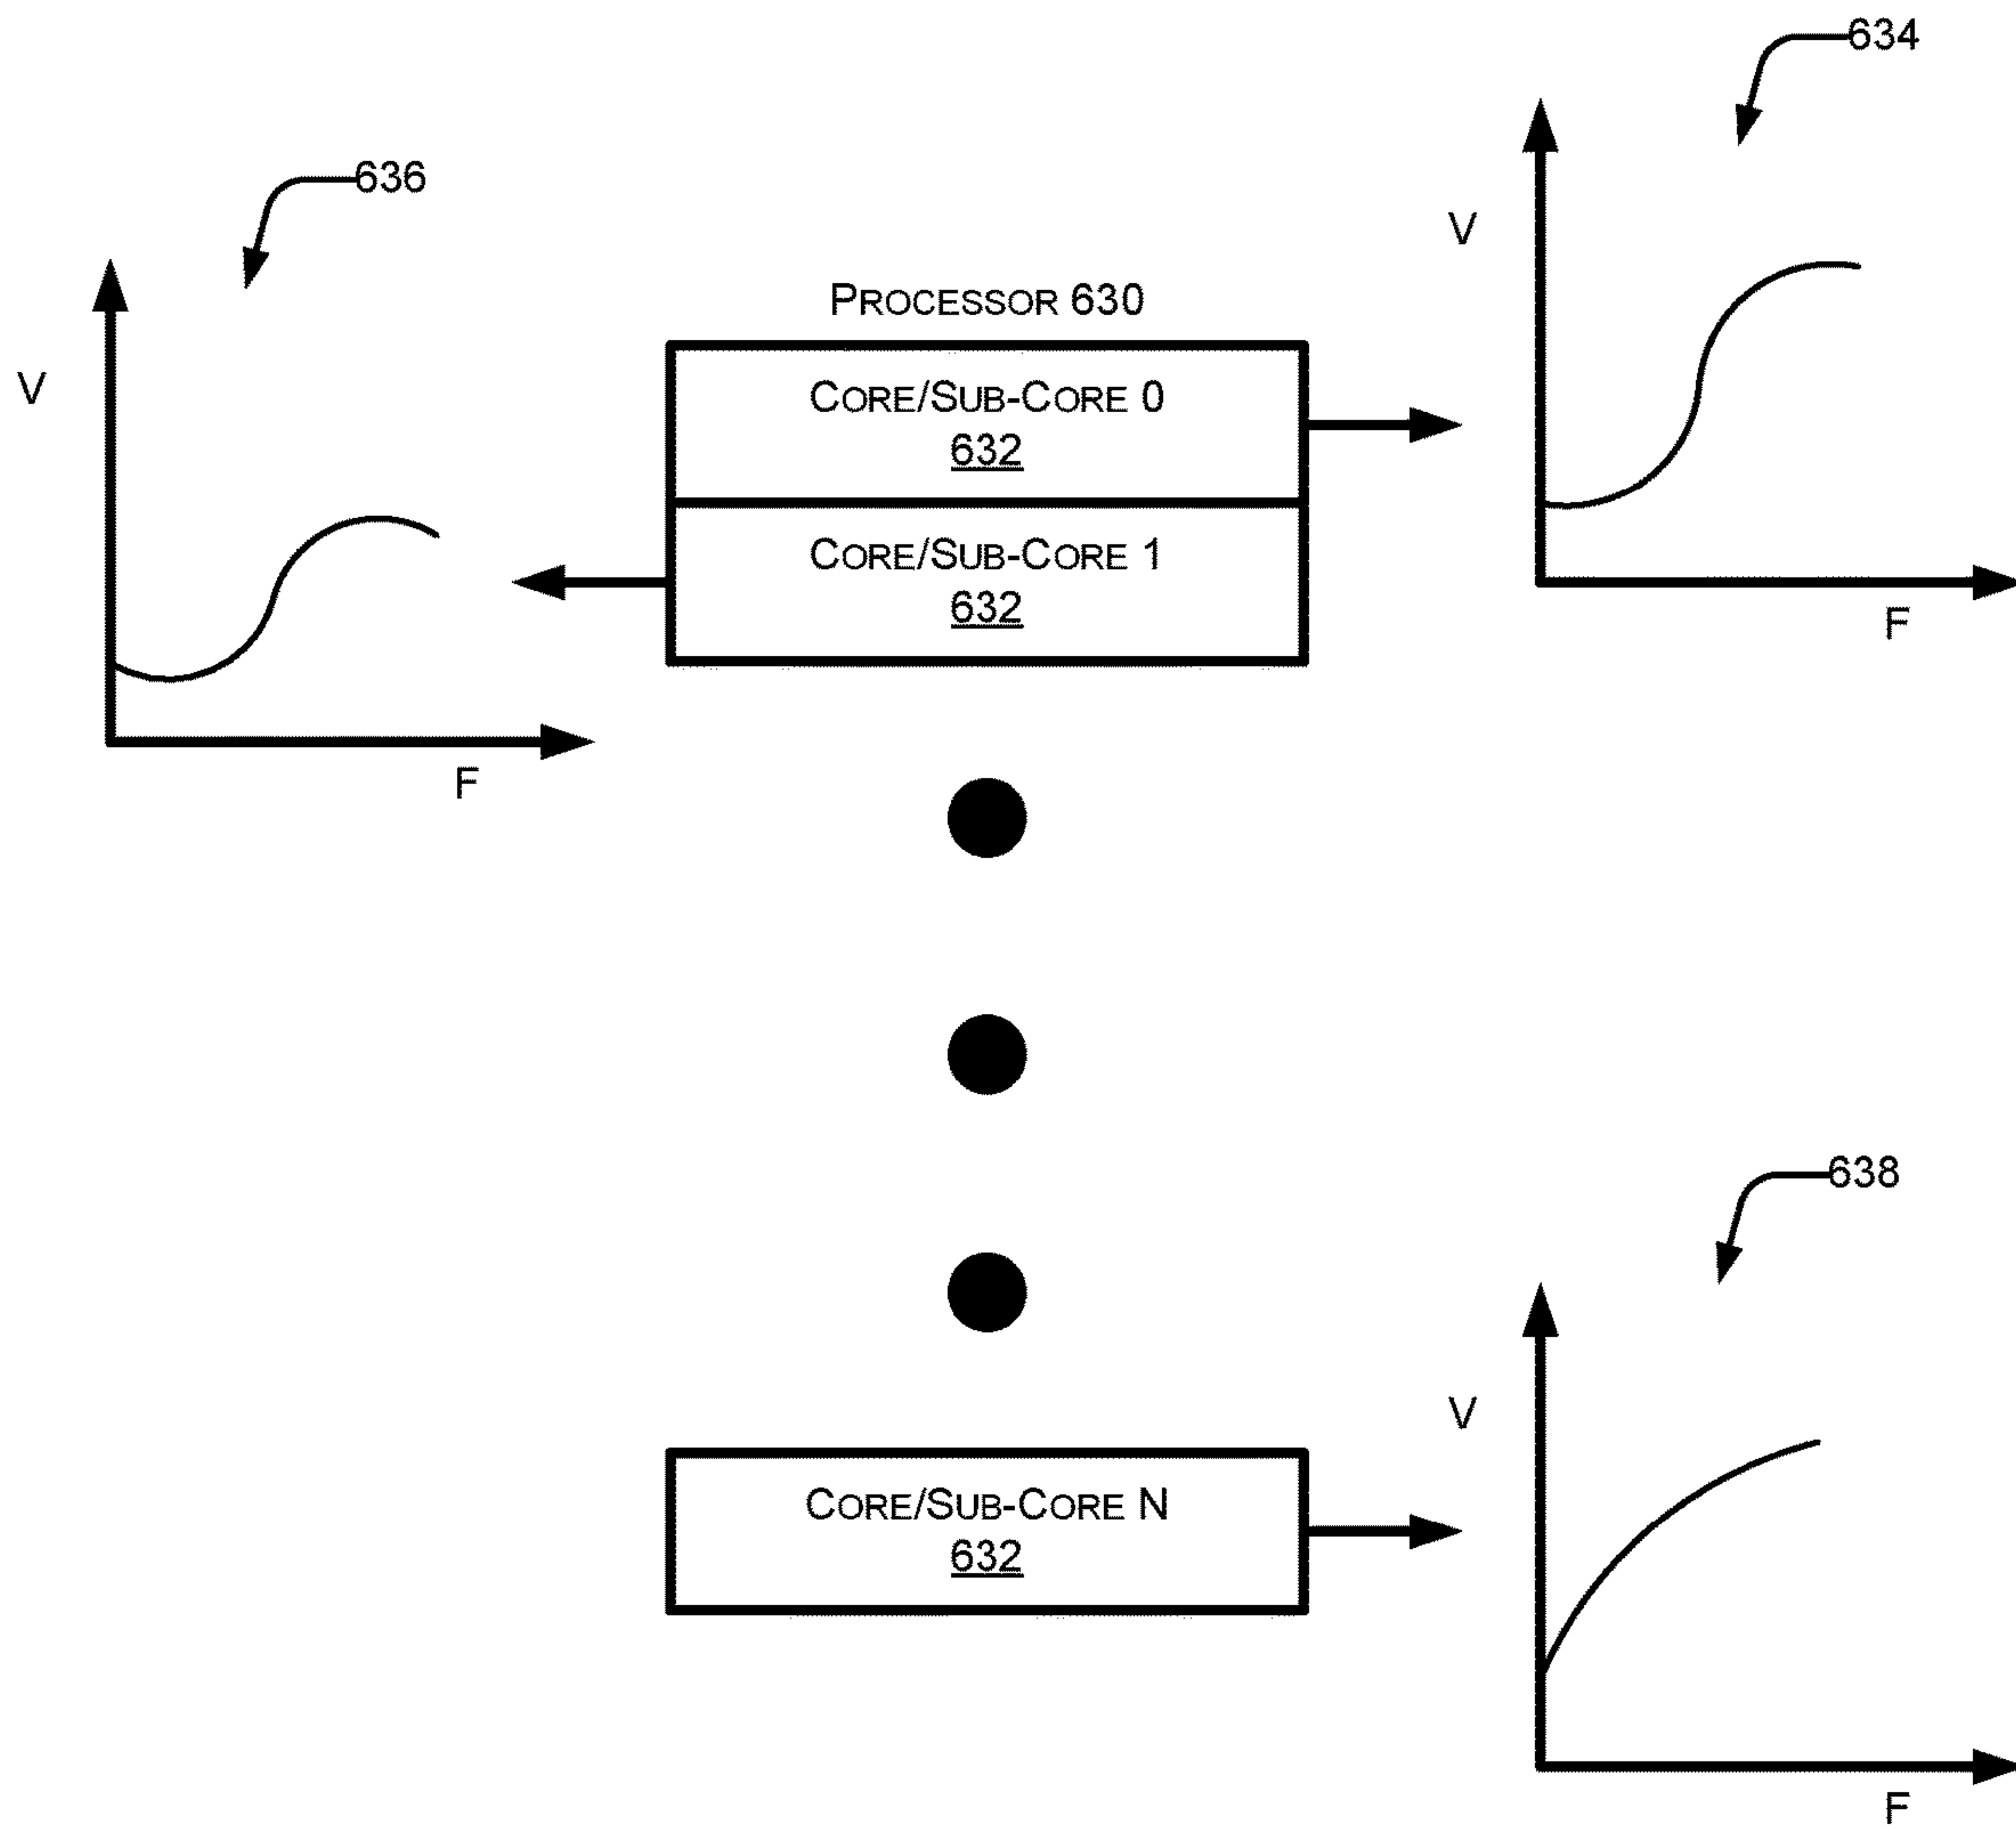 634
636
V
PROCESSOR 630
V
CORE/SUB-CORE 0
632
CORE/SUB-CORE 1
632
F
F
638
V
CORE/SUB-CORE N
632
F